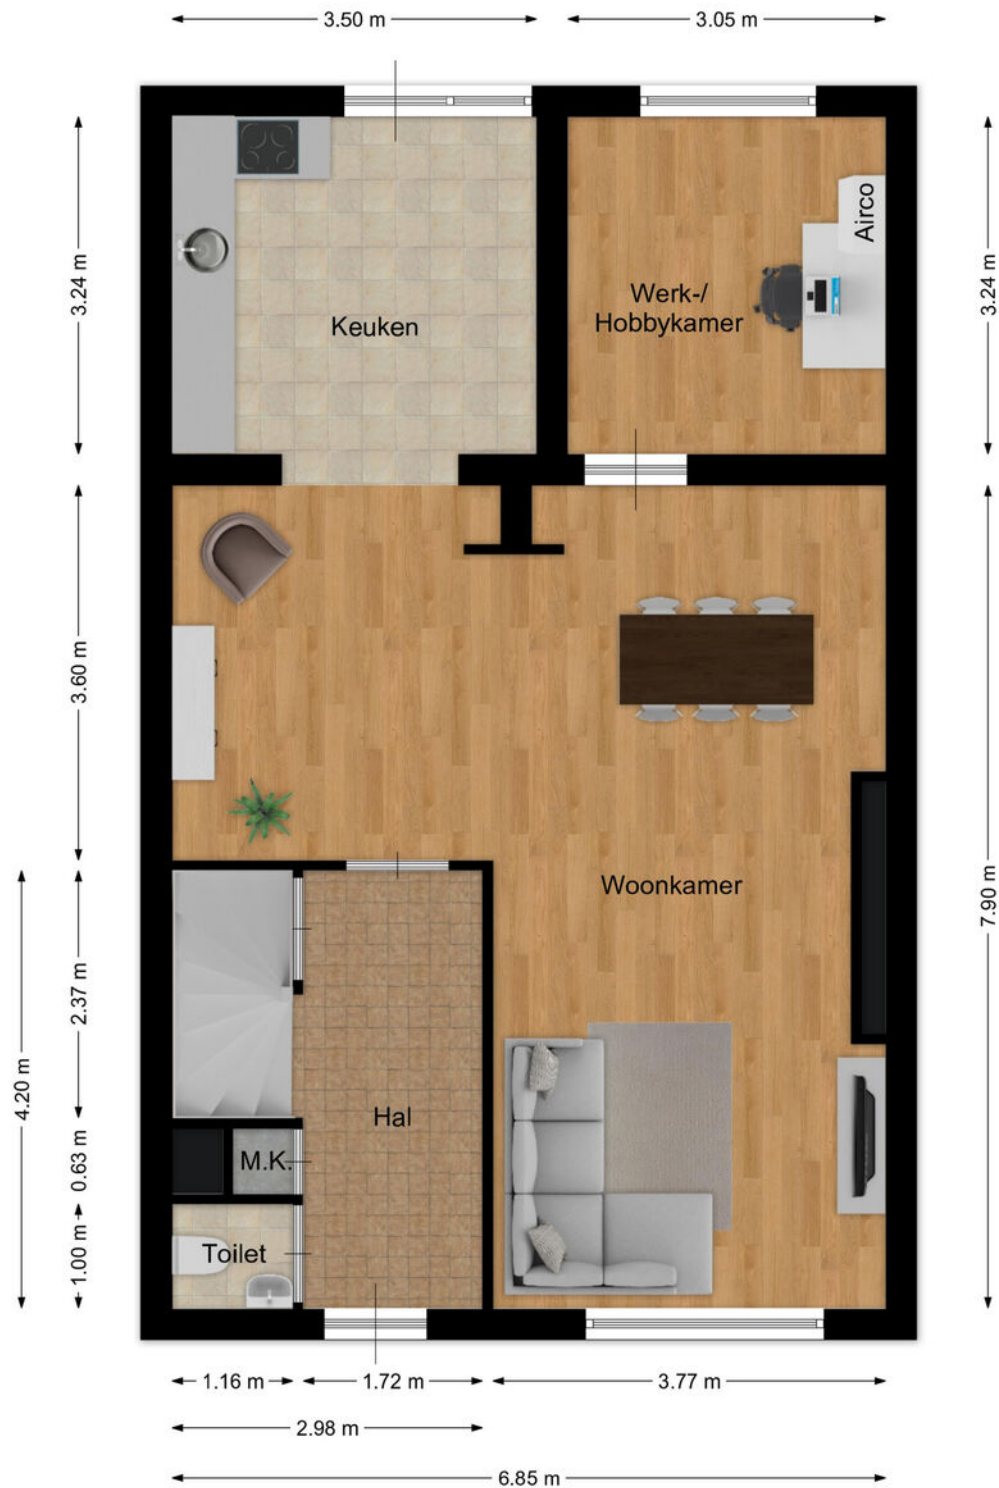 3.50 m
3.05 m
3.24 m
Keuken
Werk-/
Hobbykamer
Airco
3.24 m
3.60 m
Woonkamer
7.90 m
4.20 m
2.37 m
Hal
0.63 m
M.K.
1.00 m
Toilet
1.16 m
1.72 m
3.77 m
2.98 m
6.85 m